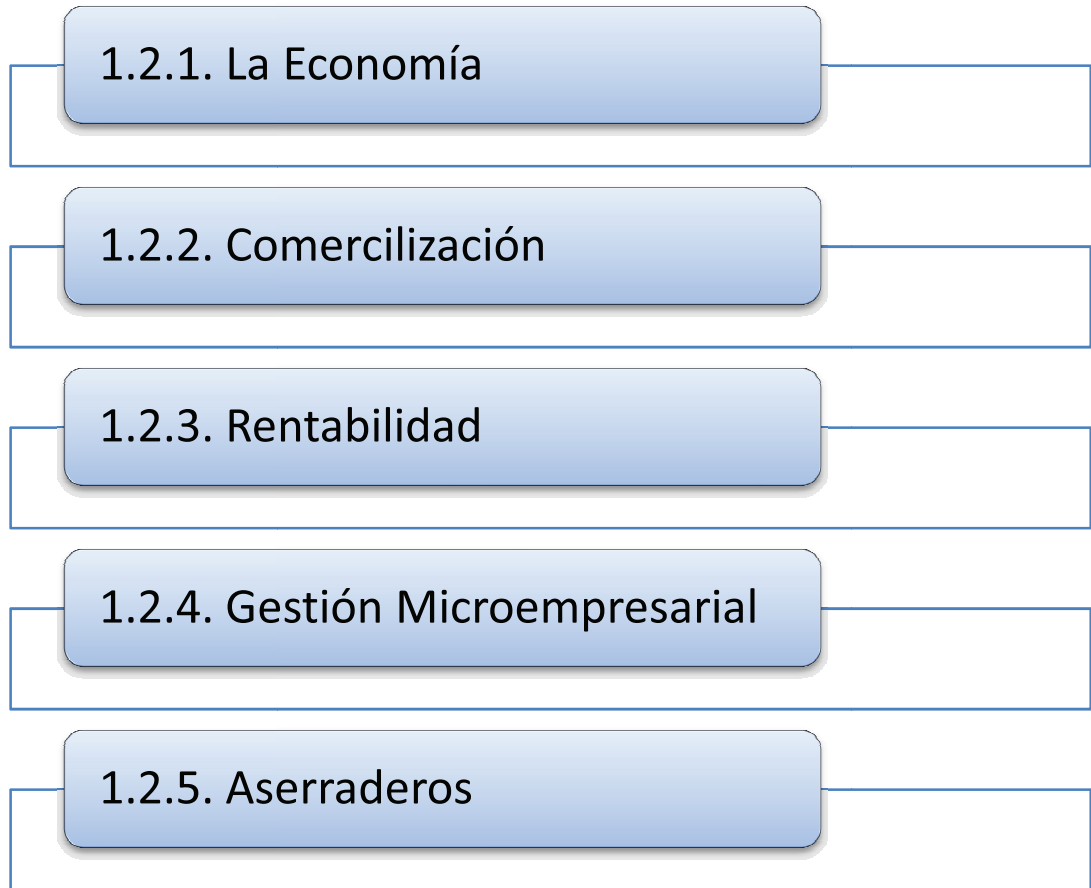 1.2.1. La Economía
1.2.2. Comercilización
1.2.3. Rentabilidad
1.2.4. Gestión Microempresarial
1.2.5. Aserraderos